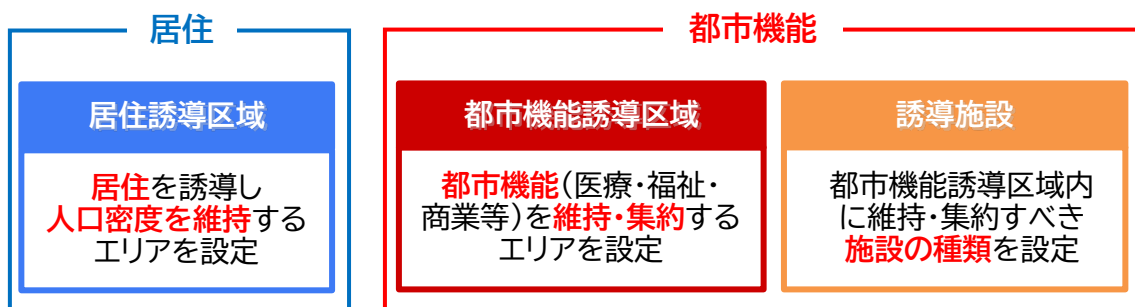 居住
居住誘導区域
居住を誘導し
人口密度を維持する
エリアを設定
都市機能
都市機能誘導区域
都市機能(医療・福祉・
商業等)を維持・集約する
エリアを設定
誘導施設
都市機能誘導区域内
に維持・集約すべき
施設の種類を設定